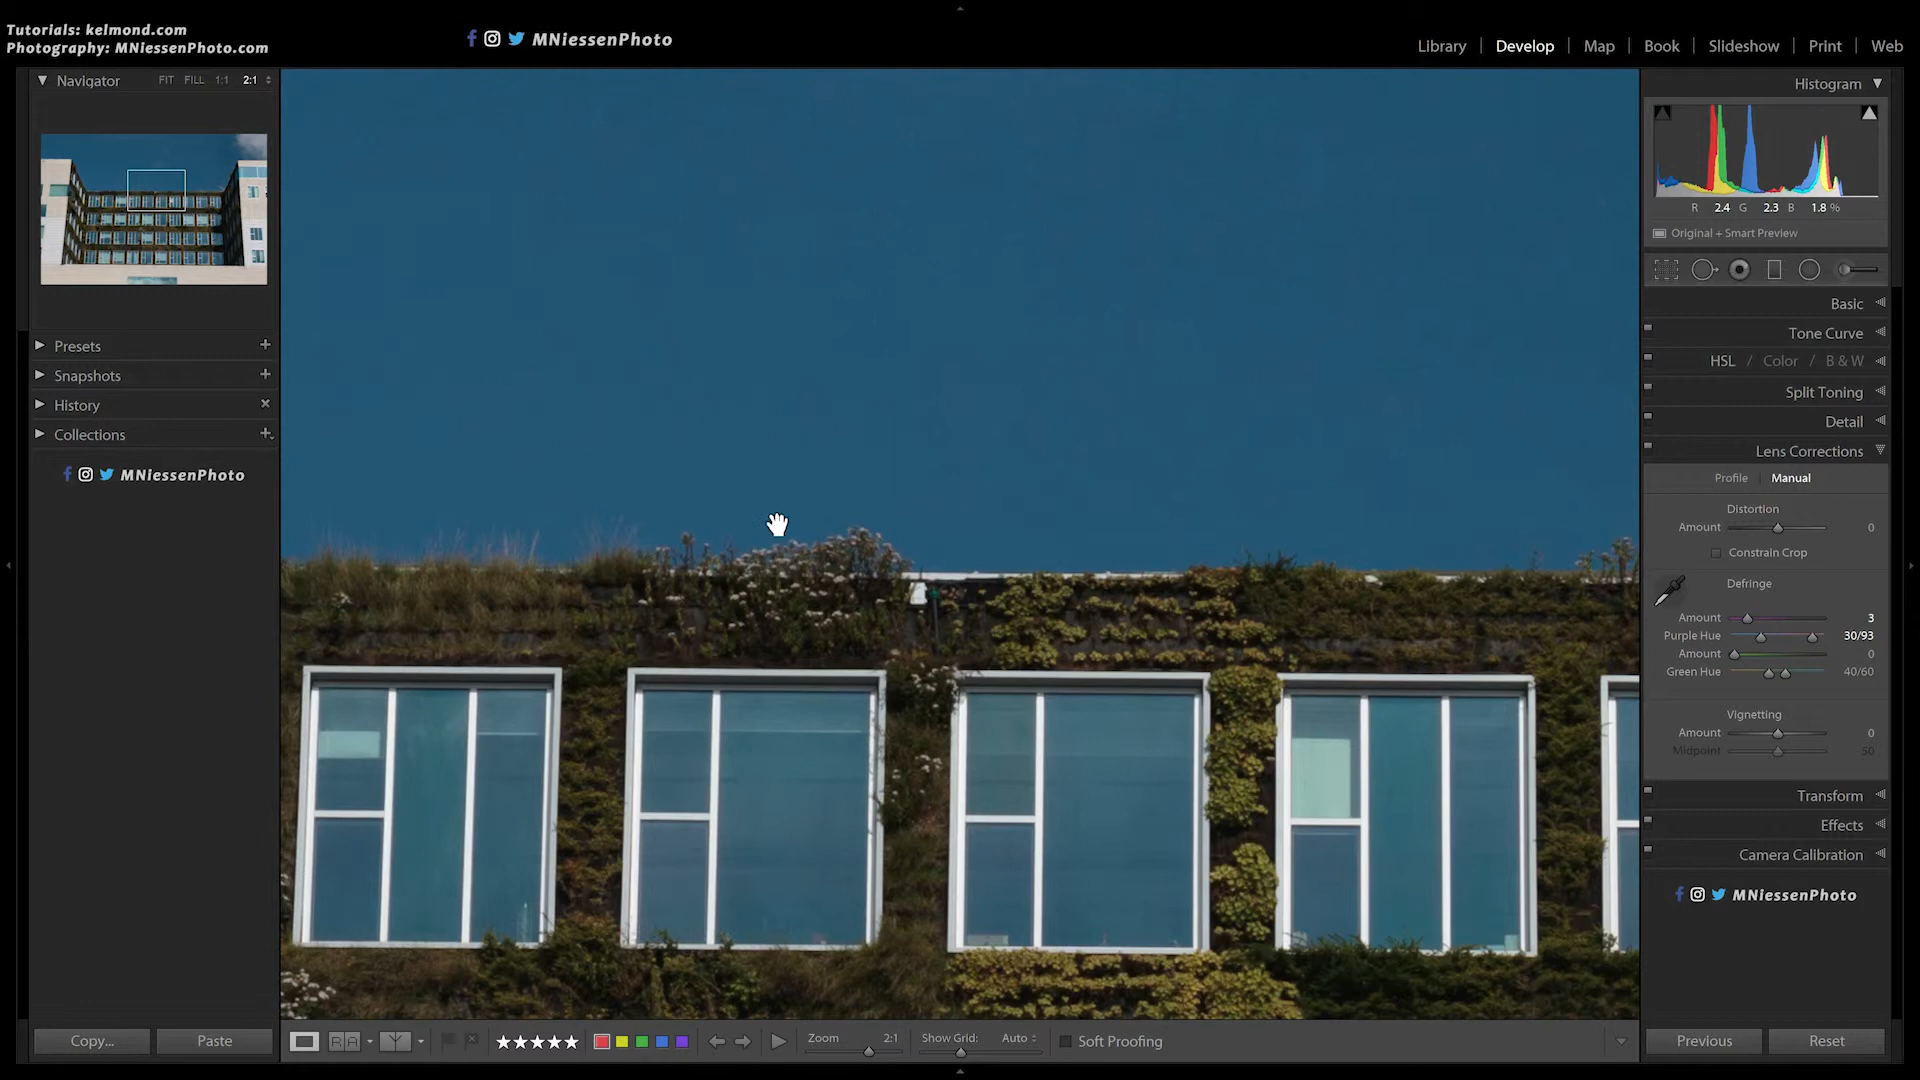 Tutorials: kelmond.com
Photography: MNiessenPhoto.com
MNiessenPhoto
Library
Develop
Map
Book
Slideshow
Print
Web
Navigator
FIT
FILL
1:1
2:1
Presets
Snapshots
History
Collections
MNiessenPhoto
Copy...
Paste
Histogram
R 2.4 G 2.3 B 1.8 %
Original + Smart Preview
Basic
Tone Curve
HSL / Color / B & W
Split Toning
Detail
Lens Corrections
Profile
Manual
Distortion
Amount 0
Constrain Crop
Defringe
Amount 3
Purple Hue 30/93
Amount 0
Green Hue 40/60
Vignetting
Amount 0
Midpoint 50
Transform
Effects
Camera Calibration
MNiessenPhoto
Previous
Reset
R A
Y
Zoom 2:1
Show Grid: Auto
Soft Proofing